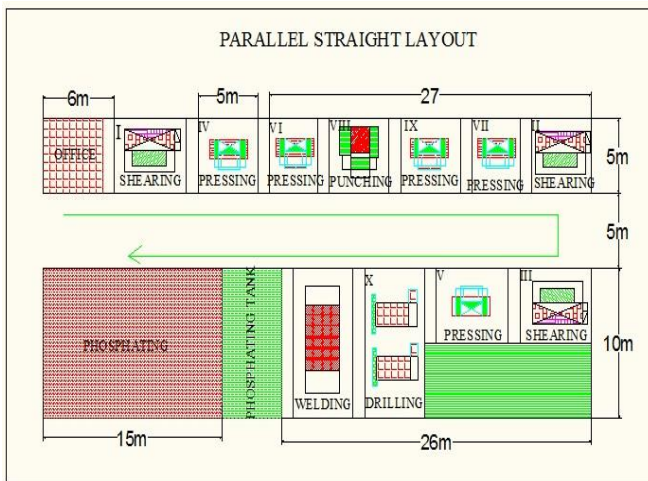 PARALLEL STRAIGHT LAYOUT
6m
5m
27
I
IV
VI
VIII
IX
VII
II
OFFICE
SHEARING
PRESSING
PRESSING
PUNCHING
PRESSING
PRESSING
SHEARING
5m
5m
PHOSPHATING
PHOSPHATING TANK
X
V
III
PRESSING
SHEARING
WELDING
DRILLING
10m
15m
26m